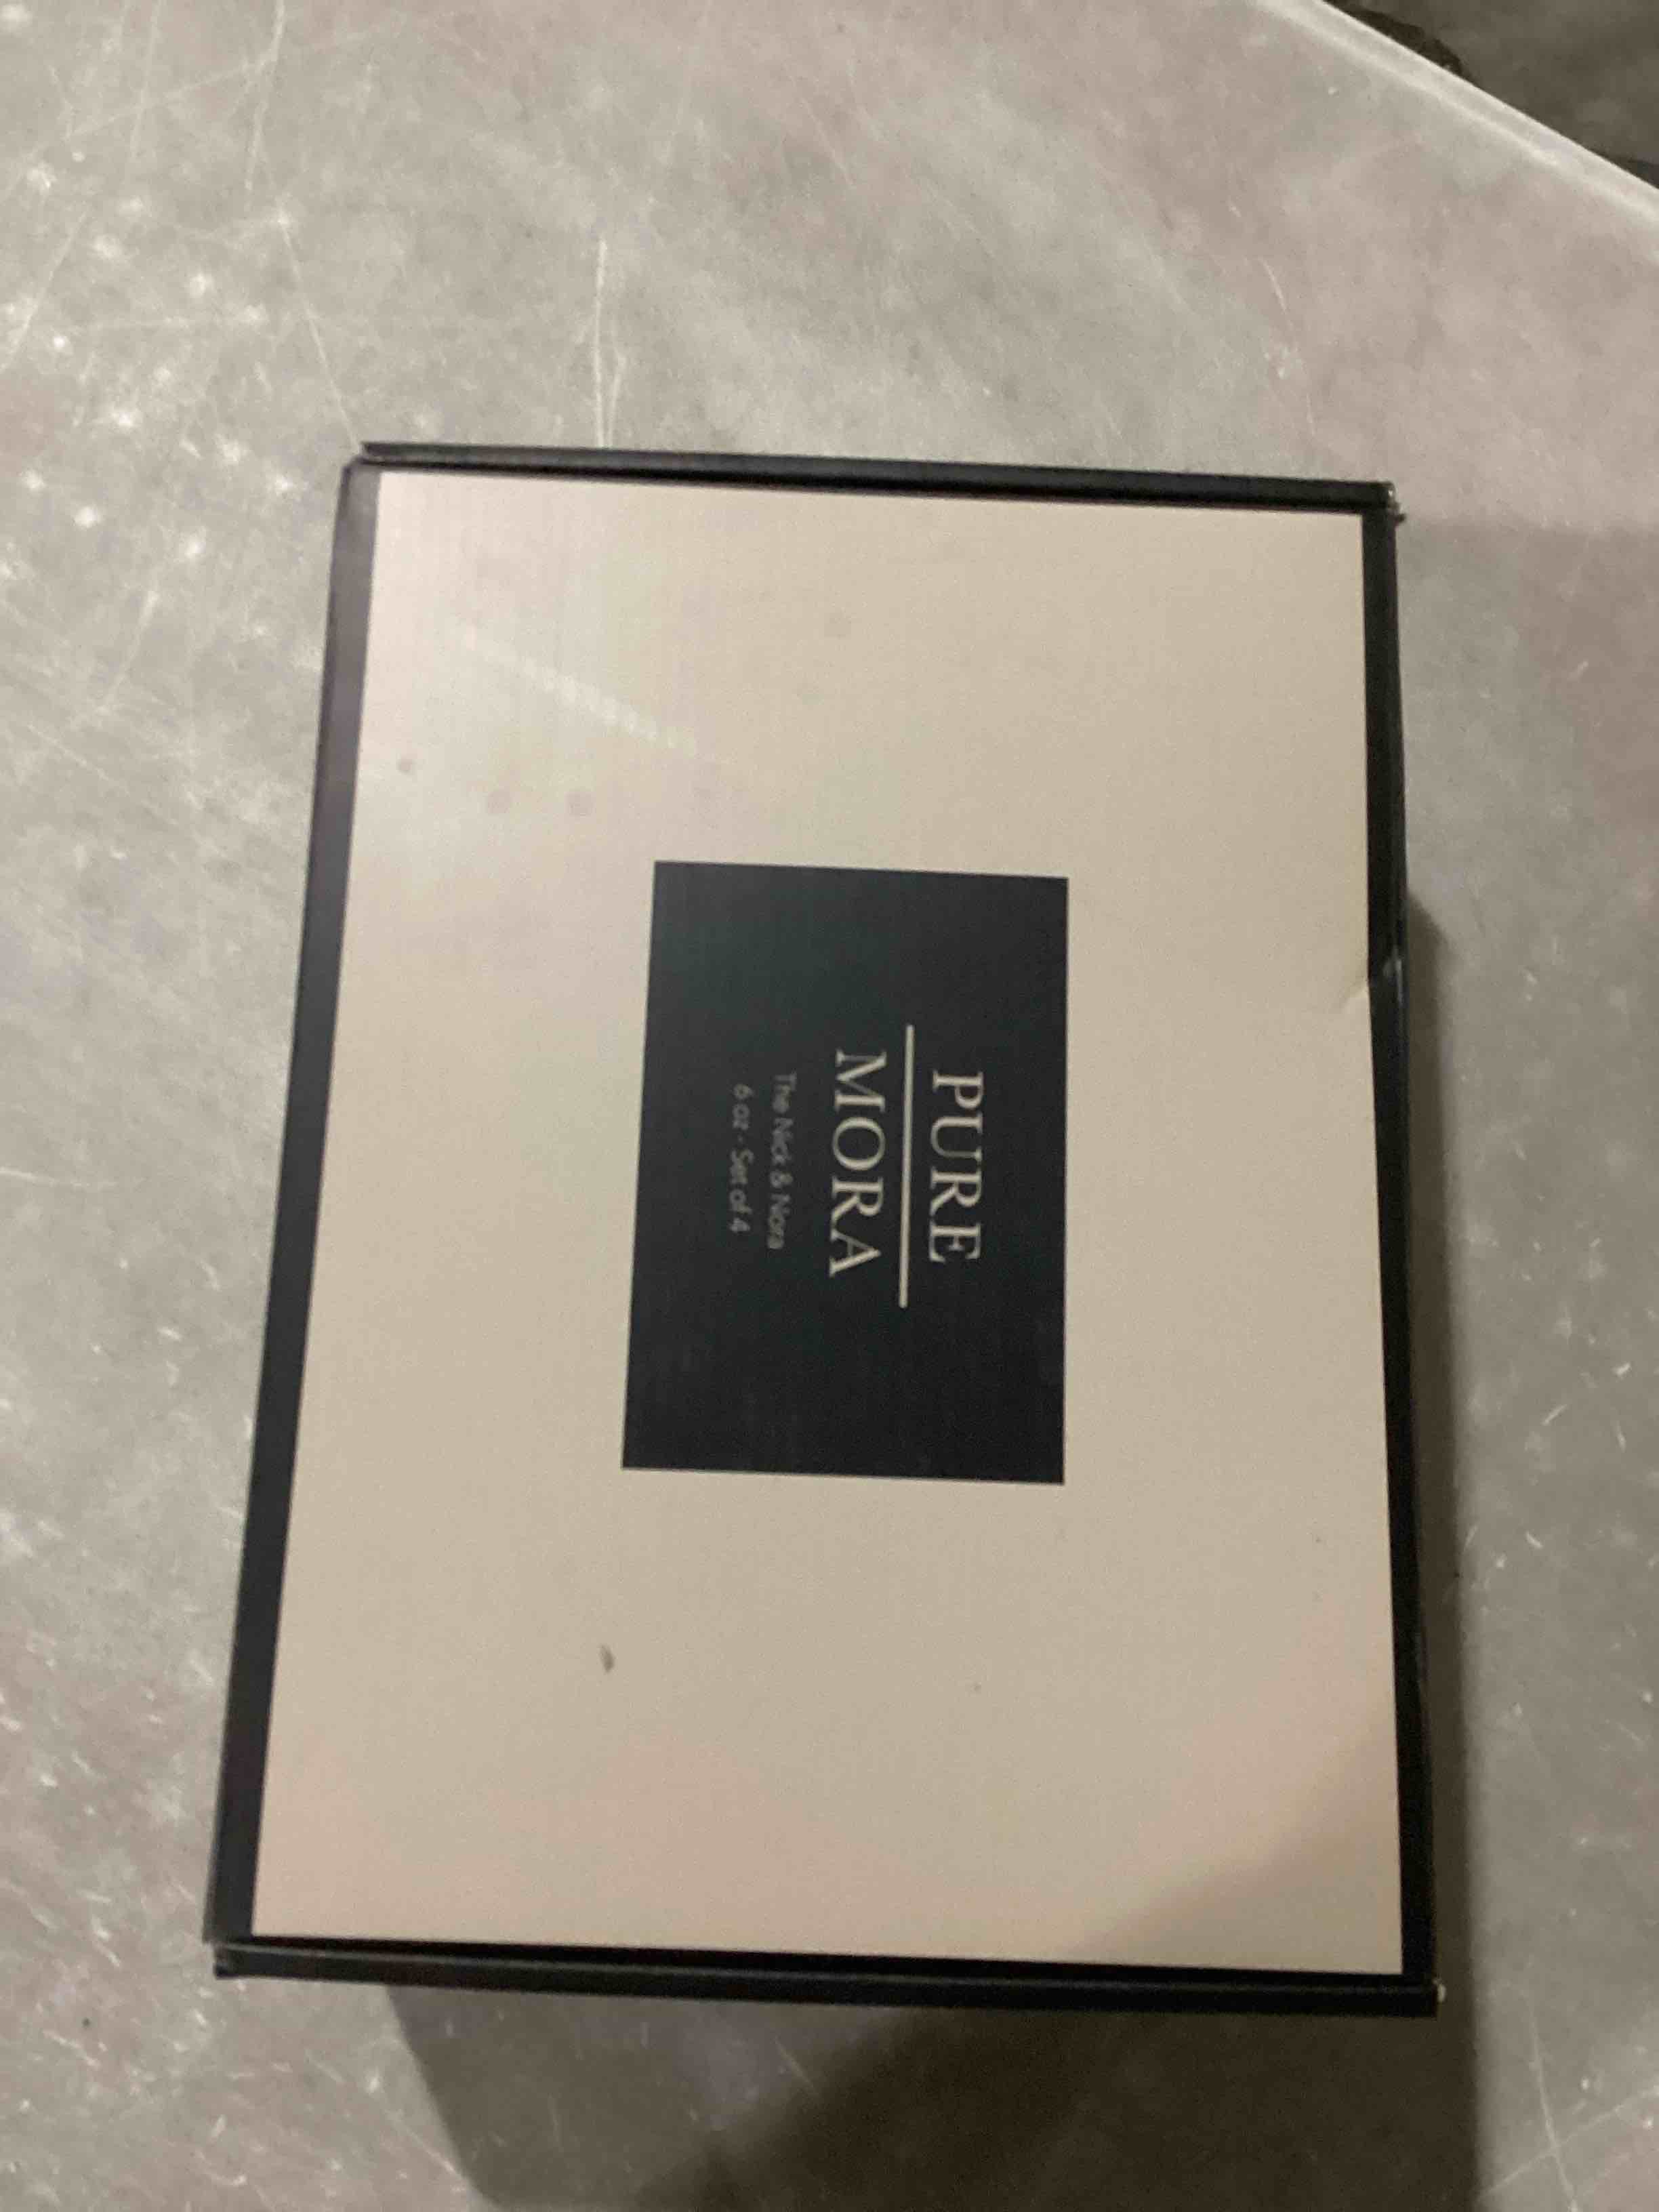 PURE
MORA
The Nick & Nora
6 oz - Set of 4